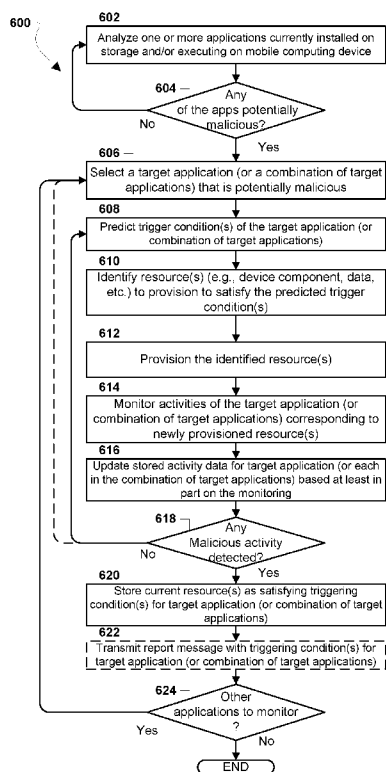 600
602
Analyze one or more applications currently installed on
storage and/or executing on mobile computing device
604
Any
of the apps potentially
malicious?
No
Yes
606
Select a target application (or a combination of target
applications) that is potentially malicious
608
Predict trigger condition(s) of the target application (or
combination of target applications)
610
Identify resource(s) (e.g., device component, data,
etc.) to provision to satisfy the predicted trigger
condition(s)
612
Provision the identified resource(s)
614
Monitor activities of the target application (or
combination of target applications) corresponding to
newly provisioned resource(s)
616
Update stored activity data for target application (or each
in the combination of target applications) based at least in
part on the monitoring
618
Any
Malicious activity
detected?
No
Yes
620
Store current resource(s) as satisfying triggering
condition(s) for target application (or combination of target
applications)
622
Transmit report message with triggering condition(s) for
target application (or combination of target applications)
624
Other
applications to monitor
?
Yes
No
END